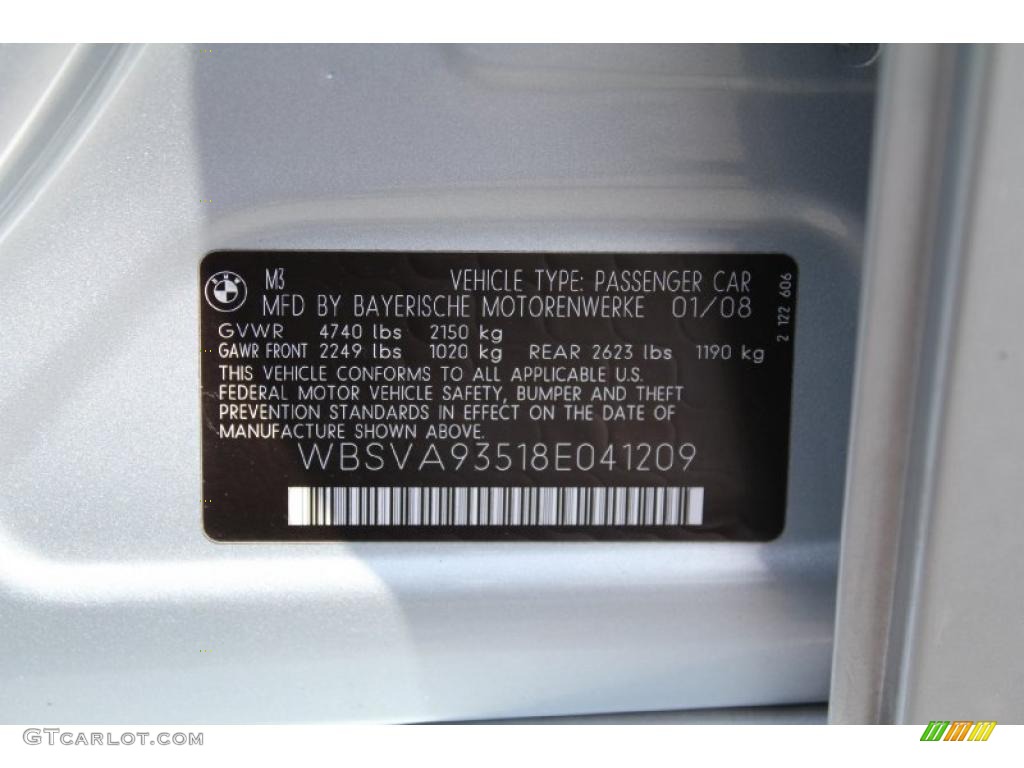 BMW
M3 VEHICLE TYPE: PASSENGER CAR
MFD BY BAYERISCHE MOTORENWERKE 01/08
GVWR 4740 lbs 2150 kg
GAWR FRONT 2249 lbs 1020 kg REAR 2623 lbs 1190 kg
THIS VEHICLE CONFORMS TO ALL APPLICABLE U.S.
FEDERAL MOTOR VEHICLE SAFETY, BUMPER AND THEFT
PREVENTION STANDARDS IN EFFECT ON THE DATE OF
MANUFACTURE SHOWN ABOVE.
WBSVA93518E041209
2 122 606
GTcarlot.com